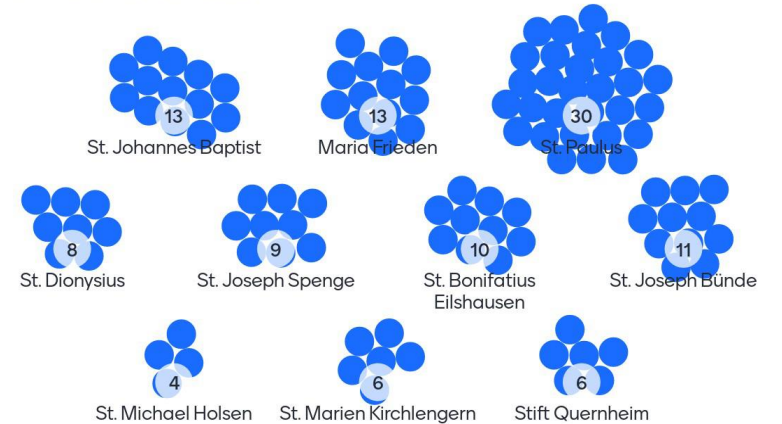 13
13
30
St. Johannes Baptist
Maria Frieden
St. Paulus
8
9
10
11
St. Dionysius
St. Joseph Spenge
St. Bonifatius
Eilshausen
St. Joseph Bünde
4
6
6
St. Michael Holsen
St. Marien Kirchlengern
Stift Quernheim